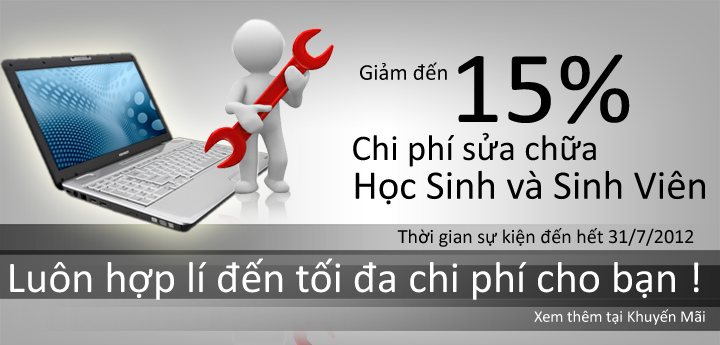 Giảm đến 15%
Chi phí sửa chữa
Học Sinh và Sinh Viên
Thời gian sự kiện đến hết 31/7/2012
Luôn hợp lí đến tối đa chi phí cho bạn !
Xem thêm tại Khuyến Mãi